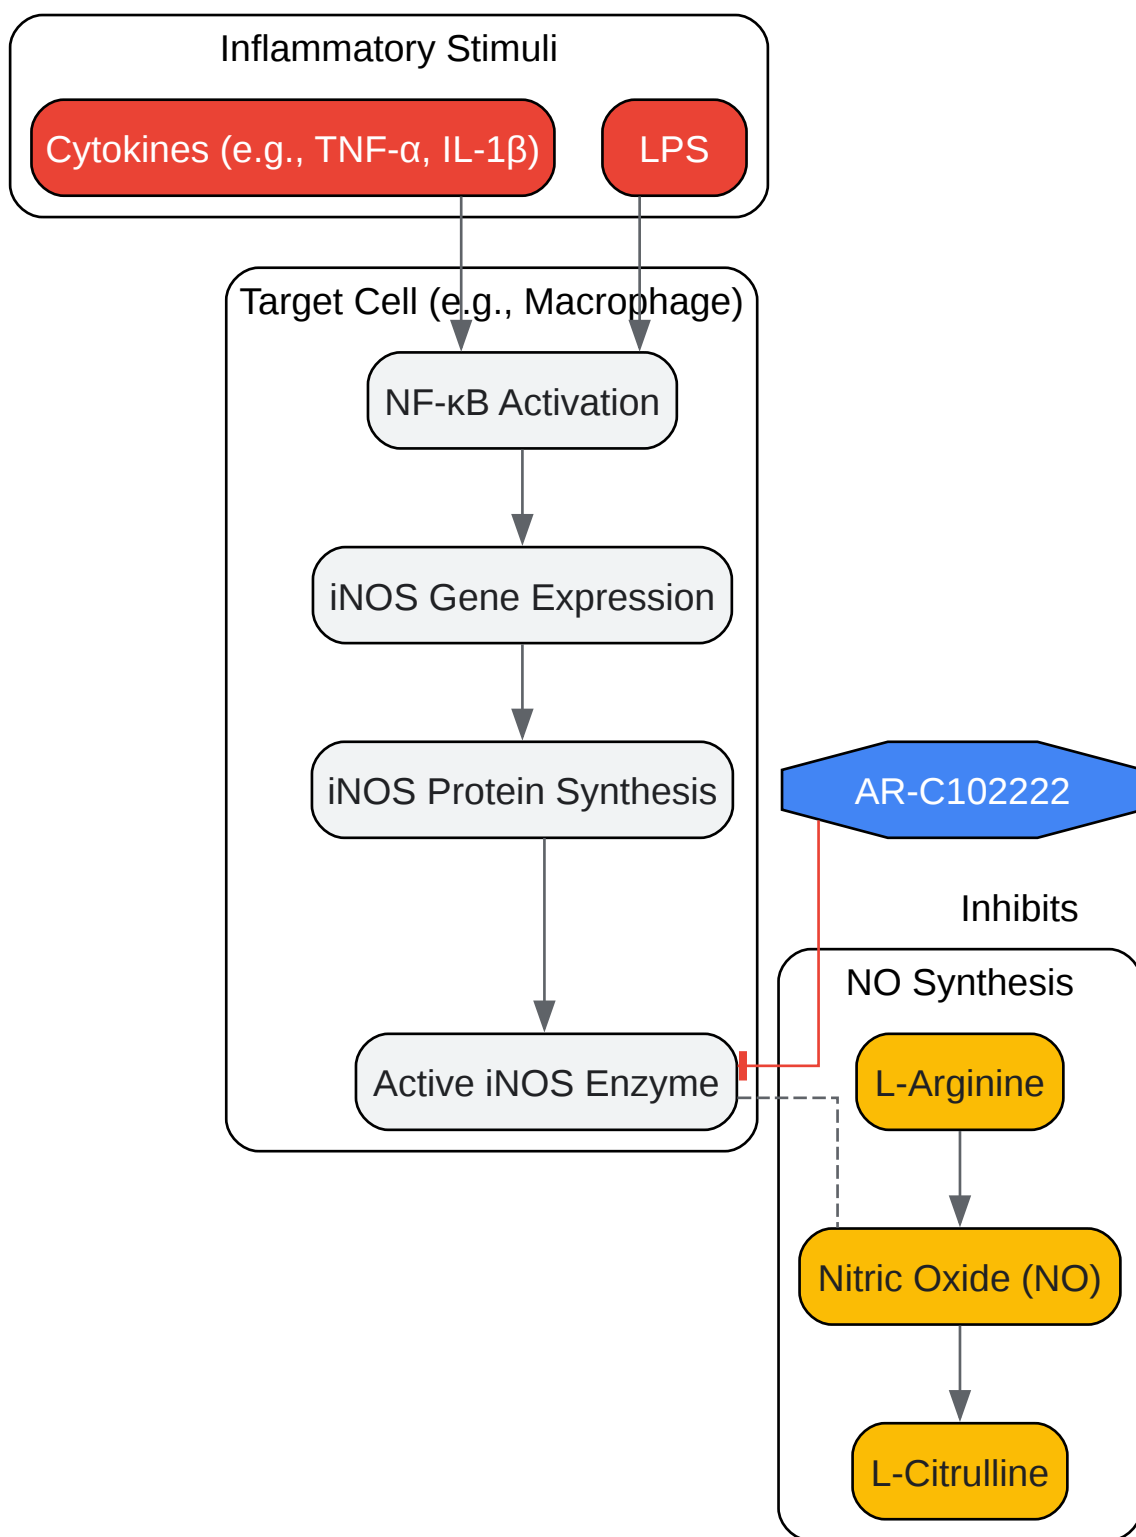 Inflammatory Stimuli
Cytokines (e.g., TNF-α, IL-1β)
LPS
Target Cell (e.g., Macrophage)
NF-κB Activation
iNOS Gene Expression
iNOS Protein Synthesis
AR-C102222
Inhibits
NO Synthesis
Active iNOS Enzyme
L-Arginine
Nitric Oxide (NO)
L-Citrulline